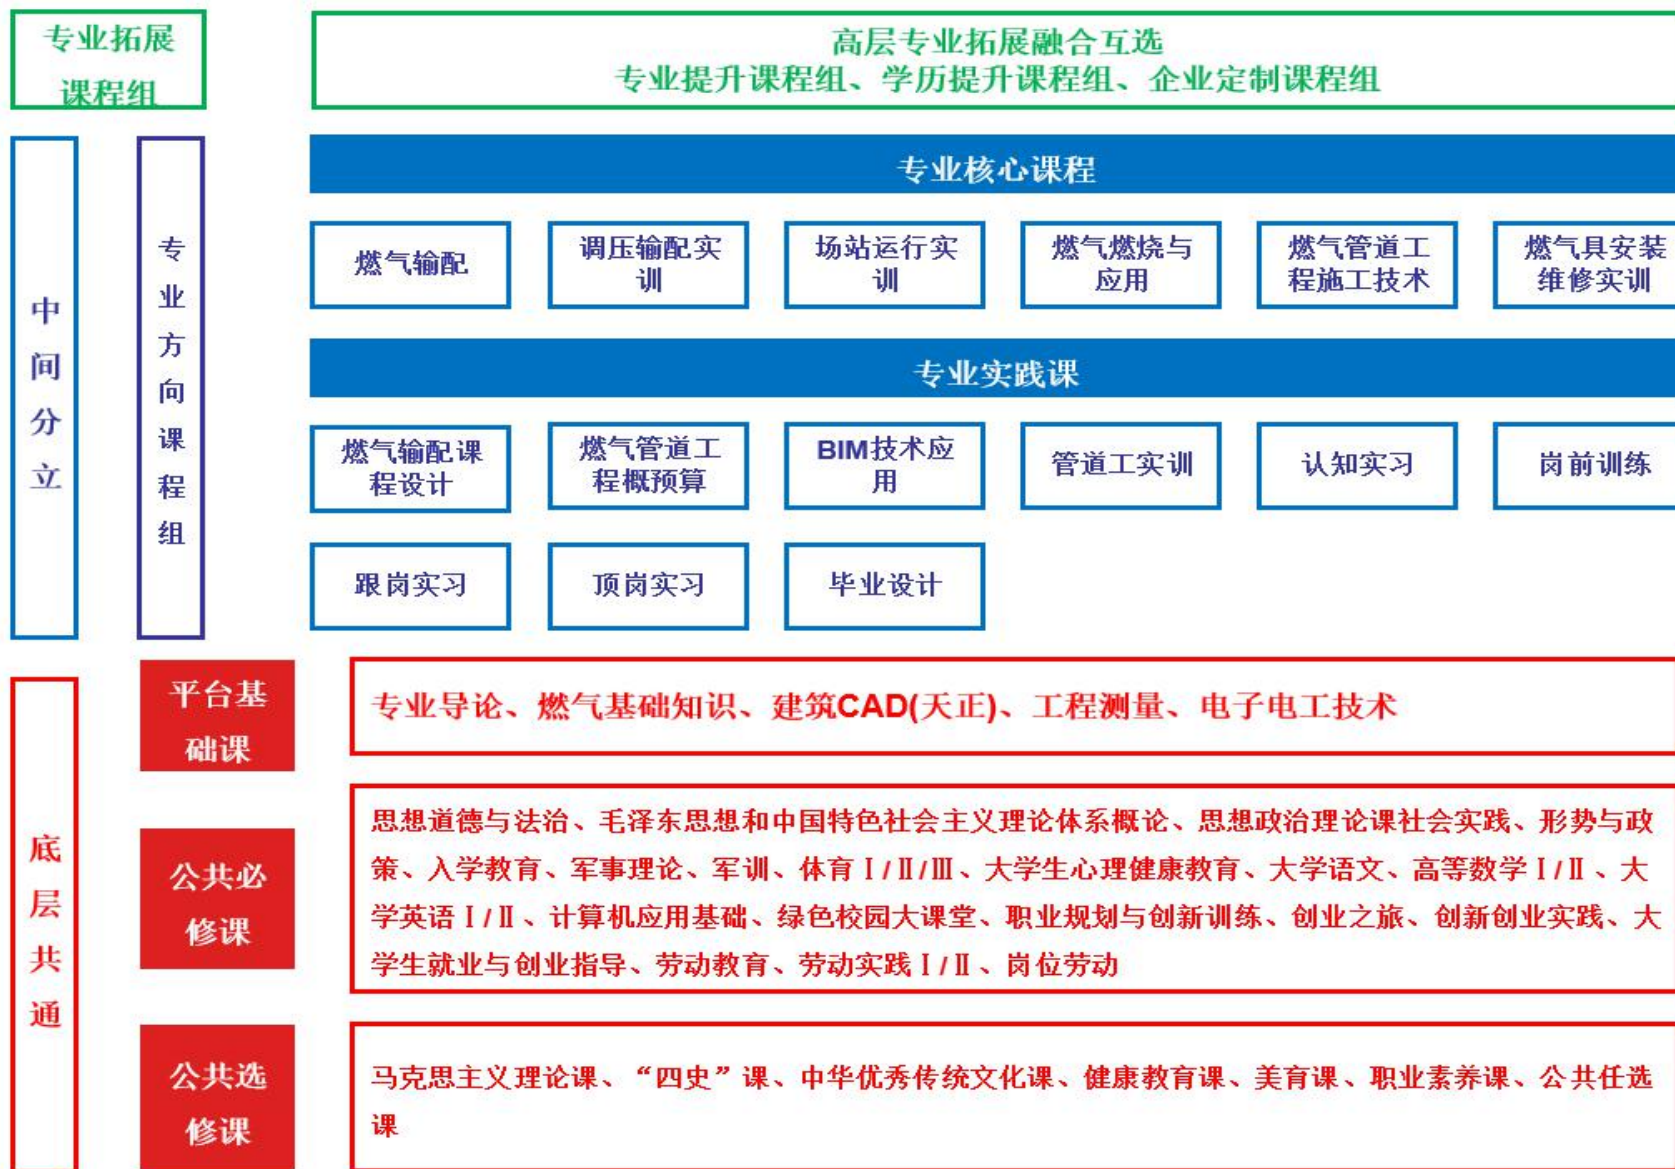 专业拓展
课程组
高层专业拓展融合互选
专业提升课程组、学历提升课程组、企业定制课程组
中间分立
专业方向课程组
专业核心课程
燃气输配
调压输配实
训
场站运行实
训
燃气燃烧与
应用
燃气管道工
程施工技术
燃气具安装
维修实训
专业实践课
燃气输配课
程设计
燃气管道工
程概预算
BIM技术应
用
管道工实训
认知实习
岗前训练
跟岗实习
顶岗实习
毕业设计
底层共通
平台基
础课
专业导论、燃气基础知识、建筑CAD(天正)、工程测量、电子电工技术
公共必
修课
思想道德与法治、毛泽东思想和中国特色社会主义理论体系概论、思想政治理论课社会实践、形势与政
策、入学教育、军事理论、军训、体育Ⅰ/Ⅱ/Ⅲ、大学生心理健康教育、大学语文、高等数学Ⅰ/Ⅱ、大
学英语Ⅰ/Ⅱ、计算机应用基础、绿色校园大课堂、职业规划与创新训练、创业之旅、创新创业实践、大
学生就业与创业指导、劳动教育、劳动实践Ⅰ/Ⅱ、岗位劳动
公共选
修课
马克思主义理论课、“四史”课、中华优秀传统文化课、健康教育课、美育课、职业素养课、公共任选
课